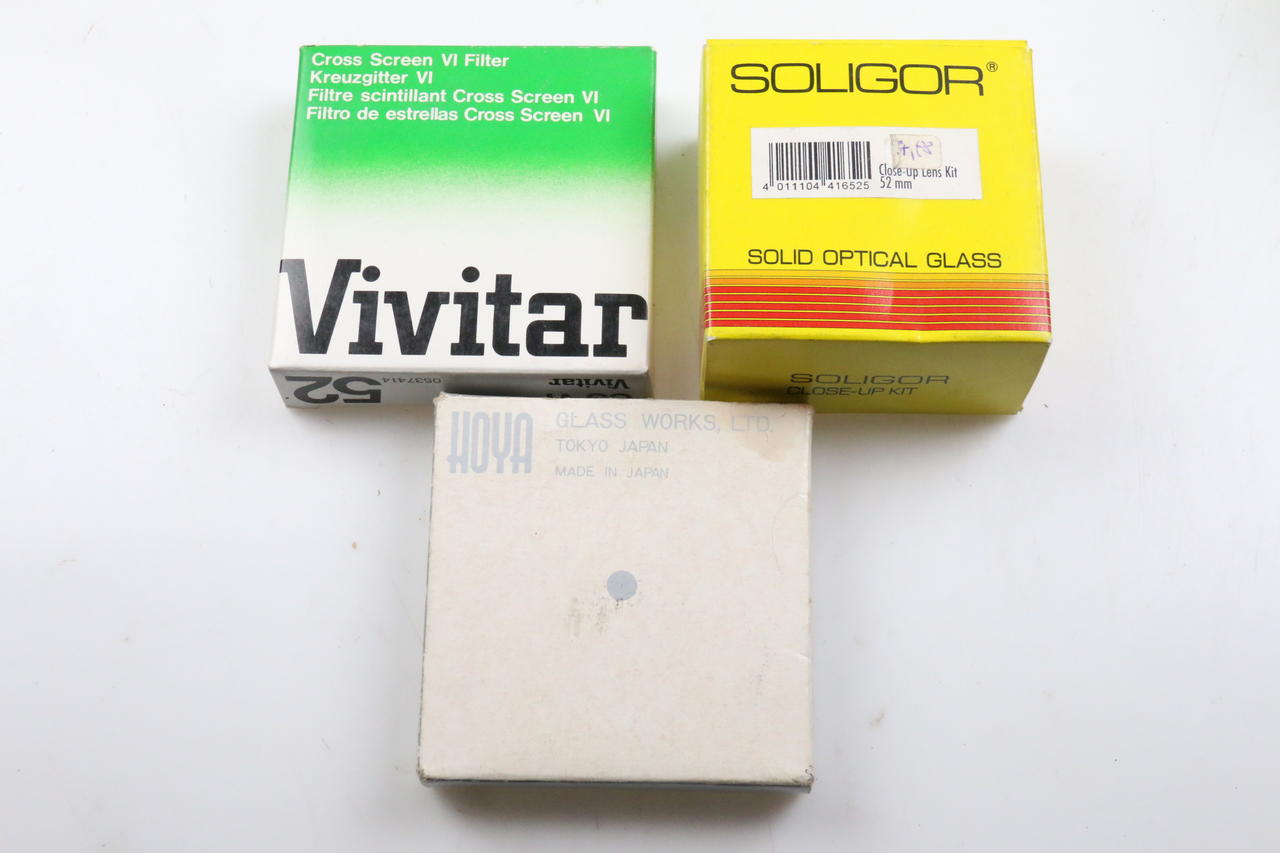 Cross Screen VI Filter
Kreuzgitter VI
Filtre scintillant Cross Screen VI
Filtro de estrellas Cross Screen VI
Vivitar
52
0537414
Vivitar
SOLIGOR®
4 011104 416525
Close-Up Lens Kit
52 mm
SOLID OPTICAL GLASS
SOLIGOR
CLOSE-UP KIT
HOYA
GLASS WORKS, LTD.
TOKYO JAPAN
MADE IN JAPAN